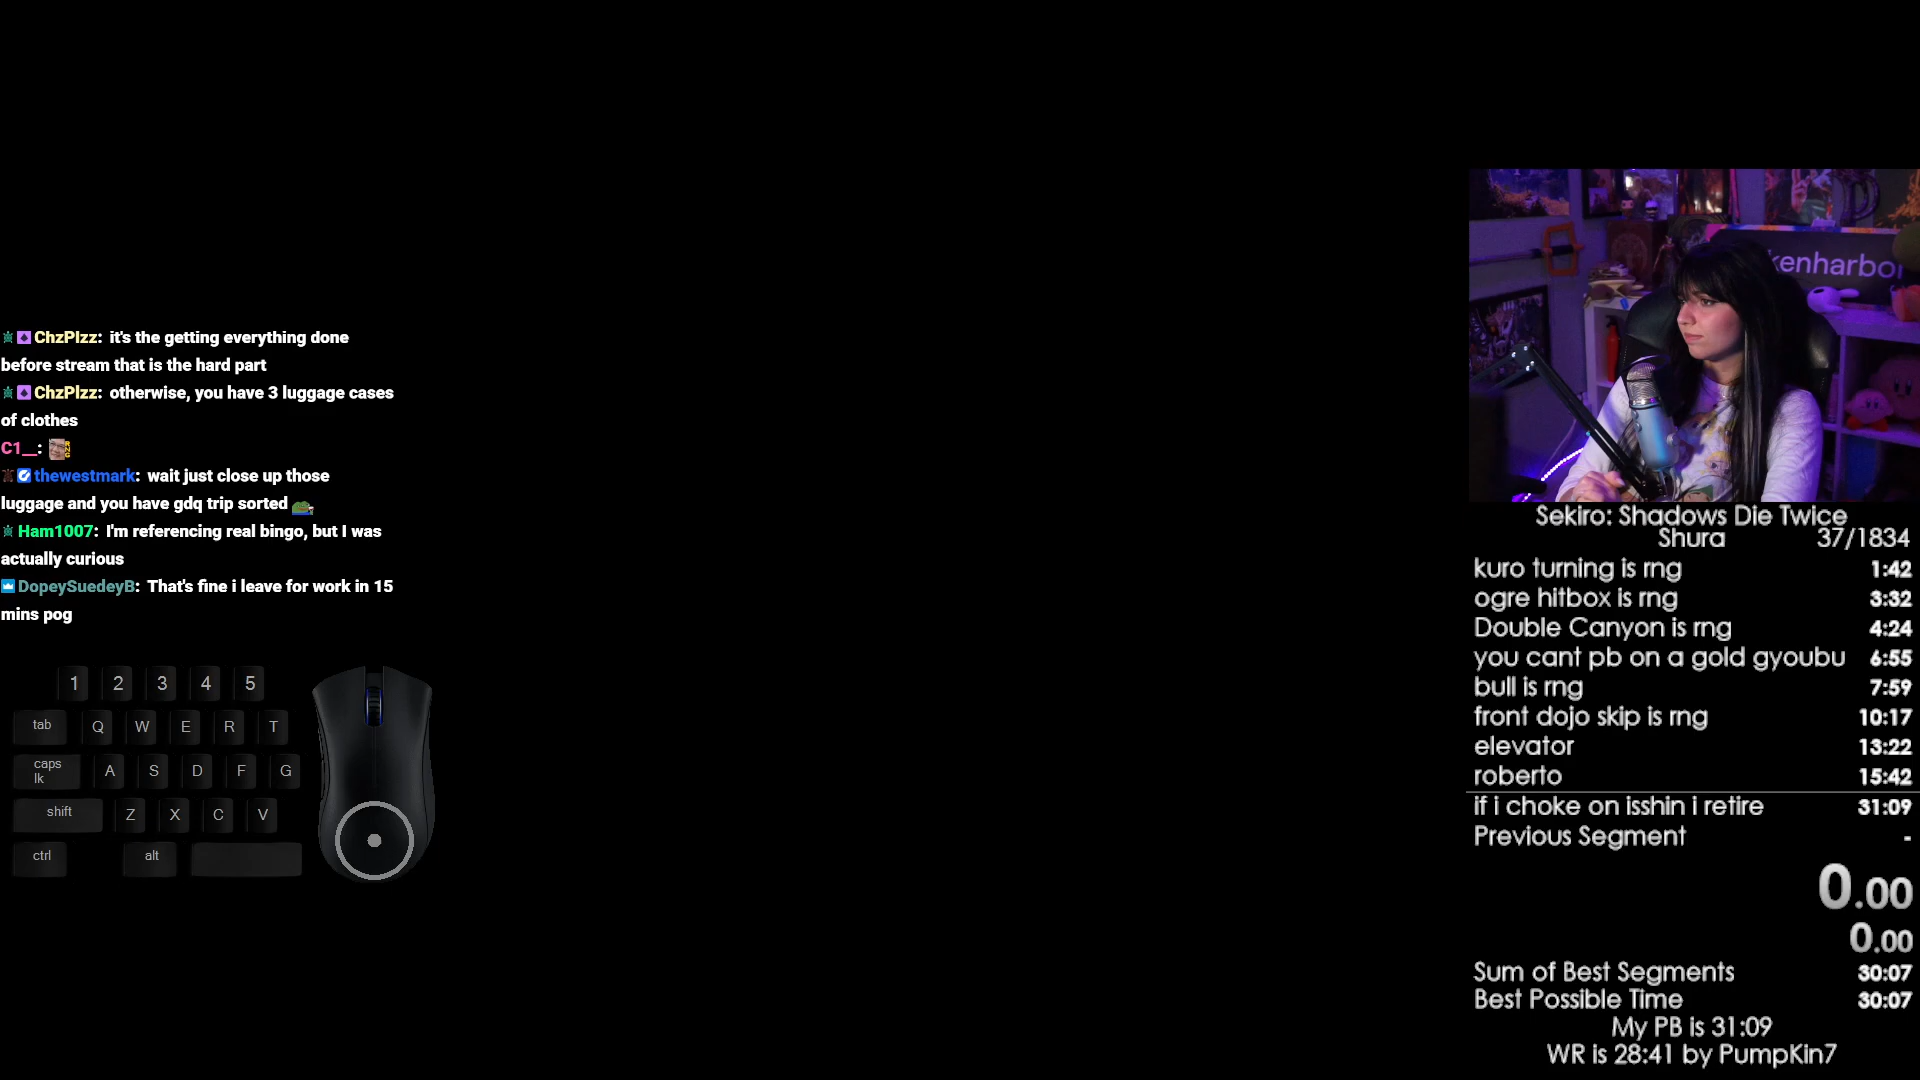 ChzPlzz: it's the getting everything done
before stream that is the hard part
ChzPlzz: otherwise, you have 3 luggage cases
of clothes
C1__:
thewestmark: wait just close up those
luggage and you have gdq trip sorted
Ham1007: I'm referencing real bingo, but I was
actually curious
DopeySuedeyB: That's fine i leave for work in 15
mins pog
1 2 3 4 5
tab Q W E R T
caps
lk
A S D F G
shift Z X C V
ctrl alt
kenharbo
Sekiro: Shadows Die Twice
Shura 37/1834
kuro turning is rng 1:42
ogre hitbox is rng 3:32
Double Canyon is rng 4:24
you cant pb on a gold gyoubu 6:55
bull is rng 7:59
front dojo skip is rng 10:17
elevator 13:22
roberto 15:42
if i choke on isshin i retire 31:09
Previous Segment -
0.00
0.00
Sum of Best Segments 30:07
Best Possible Time 30:07
My PB is 31:09
WR is 28:41 by PumpKin7